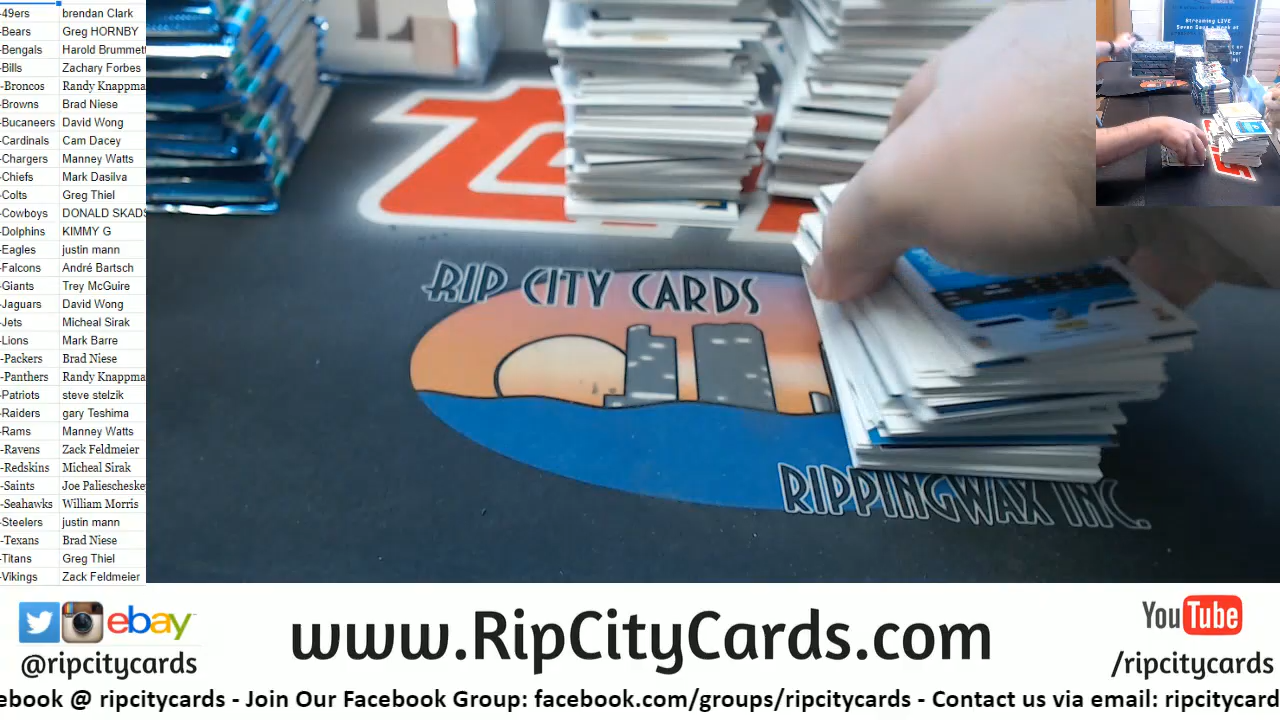 -49ers brendan Clark
-Bears Greg HORNBY
-Bengals Harold Brummett
-Bills Zachary Forbes
-Broncos Randy Knappma
-Browns Brad Niese
-Bucaneers David Wong
-Cardinals Cam Dacey
-Chargers Manney Watts
-Chiefs Mark Dasilva
-Colts Greg Thiel
-Cowboys DONALD SKADS
-Dolphins KIMMY G
-Eagles justin mann
-Falcons André Bartsch
-Giants Trey McGuire
-Jaguars David Wong
-Jets Micheal Sirak
-Lions Mark Barre
-Packers Brad Niese
-Panthers Randy Knappma
-Patriots steve stelzik
-Raiders gary Teshima
-Rams Manney Watts
-Ravens Zack Feldmeier
-Redskins Micheal Sirak
-Saints Joe Paliescheske
-Seahawks William Morris
-Steelers justin mann
-Texans Brad Niese
-Titans Greg Thiel
-Vikings Zack Feldmeier
Streaming LIVE
RIP CITY CARDS
RIPPINGWAX INC.
ebay
@ripcitycards
www.RipCityCards.com
YouTube
/ripcitycards
ebook @ ripcitycards - Join Our Facebook Group: facebook.com/groups/ripcitycards - Contact us via email: ripcitycard